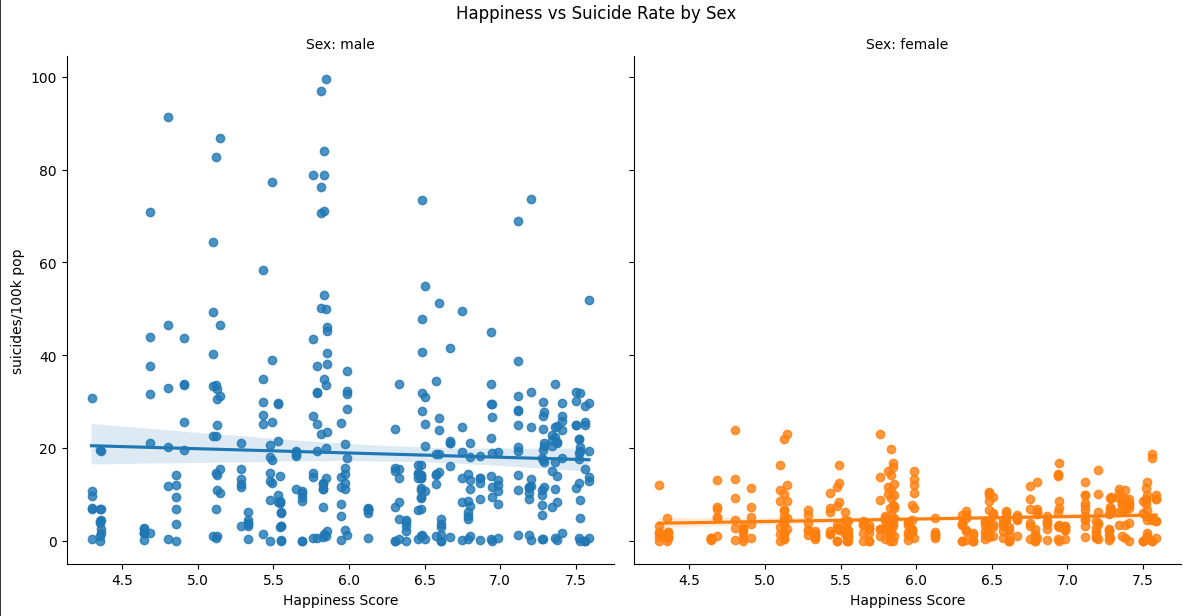 Happiness vs Suicide Rate by Sex
Sex: male
Sex: female
suicides/100k pop
100
80
60
40
20
0
4.5 5.0 5.5 6.0 6.5 7.0 7.5
4.5 5.0 5.5 6.0 6.5 7.0 7.5
Happiness Score
Happiness Score